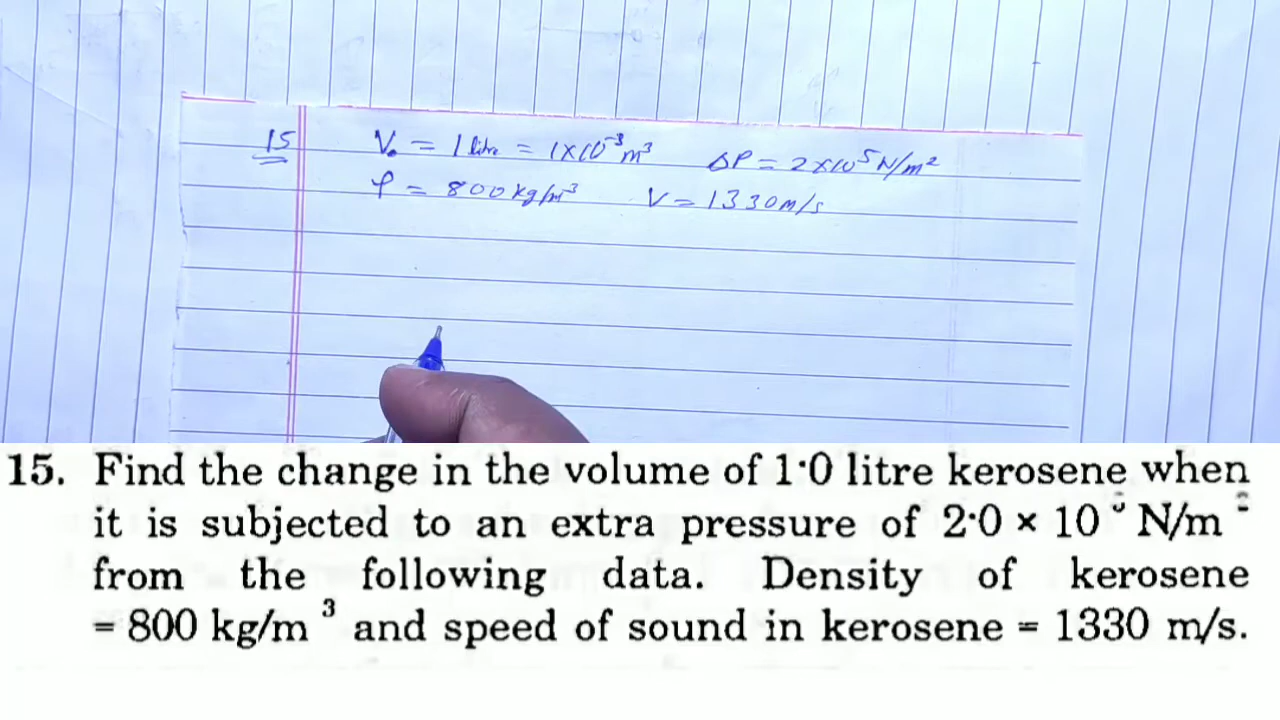 15 V₀ = 1 litre = 1×10⁻³ m³ ΔP = 2×10⁵ N/m²
ρ = 800 kg/m³ V = 1330 m/s
15. Find the change in the volume of 1·0 litre kerosene when
it is subjected to an extra pressure of 2·0 × 10⁵ N/m²
from the following data. Density of kerosene
= 800 kg/m³ and speed of sound in kerosene = 1330 m/s.